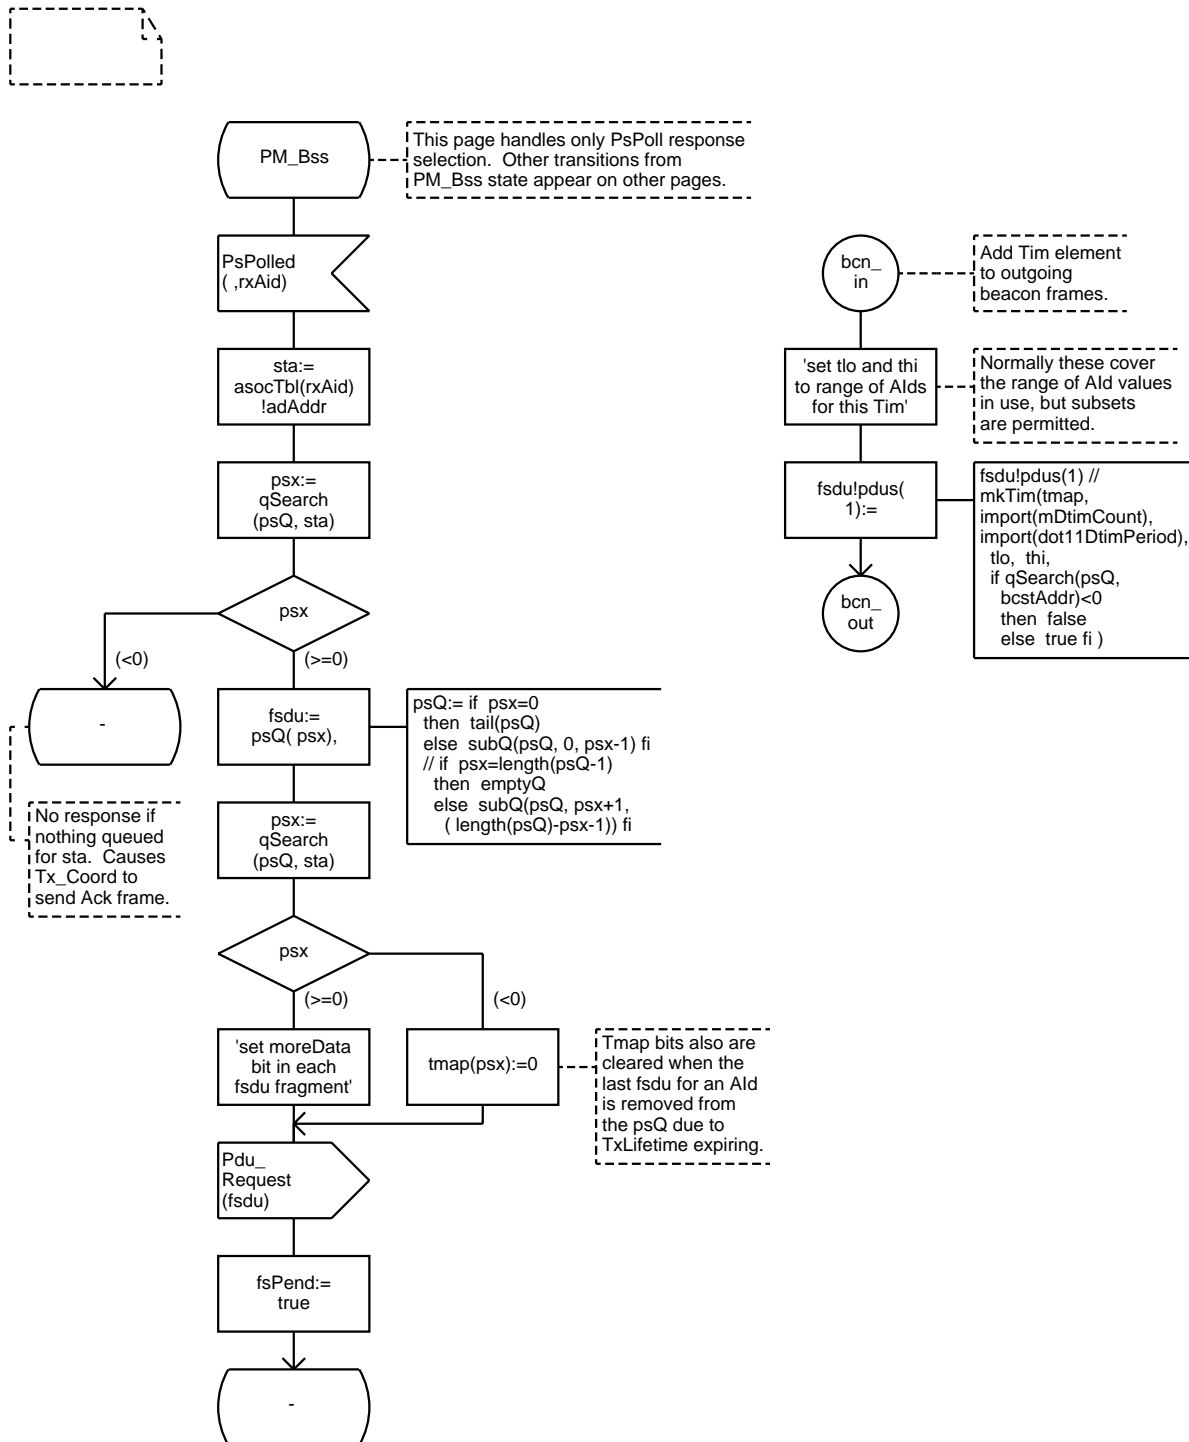 PM_Bss
This page handles only PsPoll response
selection.  Other transitions from
PM_Bss state appear on other pages.
PsPolled
( ,rxAid)
sta:=
asocTbl(rxAid)
!adAddr
psx:=
qSearch
(psQ, sta)
psx
(<0)
(>=0)
-
No response if
nothing queued
for sta.  Causes
Tx_Coord to
send Ack frame.
fsdu:=
psQ( psx),
psQ:= if  psx=0
then  tail(psQ)
else  subQ(psQ, 0, psx-1) fi
// if  psx=length(psQ-1)
then  emptyQ
else  subQ(psQ, psx+1,
( length(psQ)-psx-1)) fi
psx:=
qSearch
(psQ, sta)
psx
(>=0)
(<0)
'set moreData
bit in each
fsdu fragment'
tmap(psx):=0
Tmap bits also are
cleared when the
last fsdu for an AId
is removed from
the psQ due to
TxLifetime expiring.
Pdu_
Request
(fsdu)
fsPend:=
true
-
bcn_
in
Add Tim element
to outgoing
beacon frames.
'set tlo and thi
to range of AIds
for this Tim'
Normally these cover
the range of AId values
in use, but subsets
are permitted.
fsdu!pdus(
1):=
fsdu!pdus(1) //
mkTim(tmap,
import(mDtimCount),
import(dot11DtimPeriod),
tlo,  thi,
if qSearch(psQ,
bcstAddr)<0
then  false
else  true fi )
bcn_
out